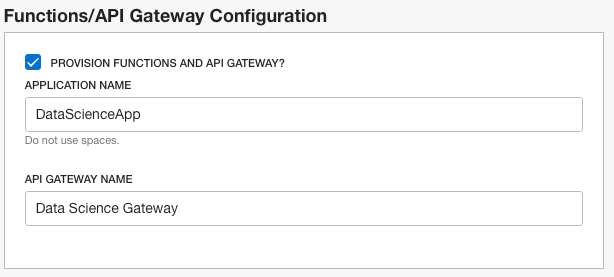 Functions/API Gateway Configuration
PROVISION FUNCTIONS AND API GATEWAY?
APPLICATION NAME
DataScienceApp
Do not use spaces.
API GATEWAY NAME
Data Science Gateway